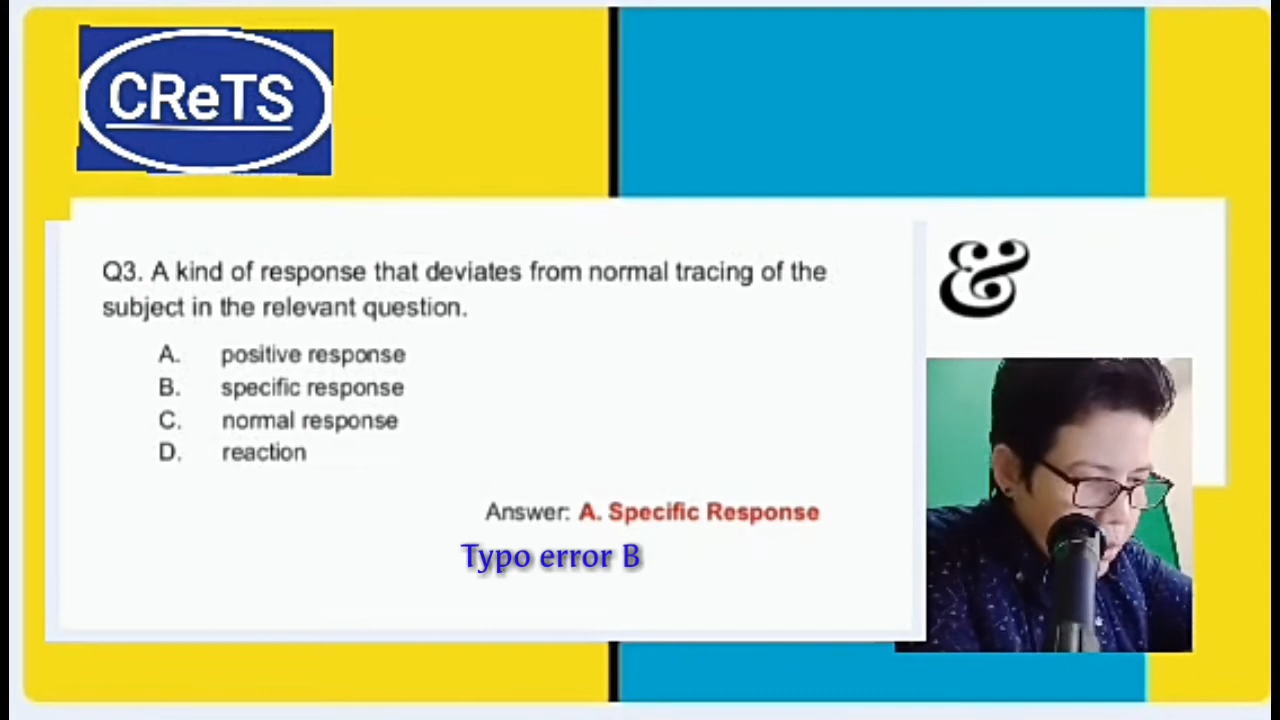 CReTS
Q3. A kind of response that deviates from normal tracing of the
subject in the relevant question.
A. positive response
B. specific response
C. normal response
D. reaction
Answer: A. Specific Response
Typo error B
&